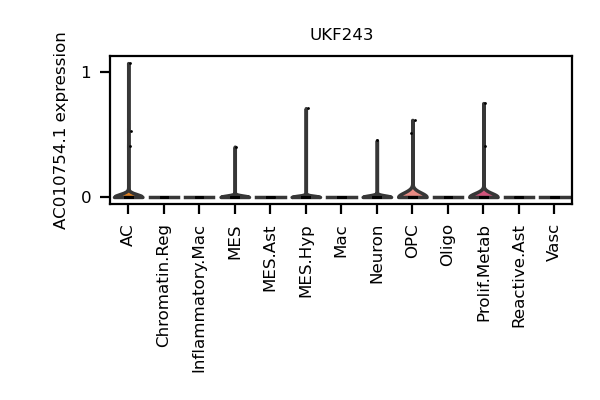 UKF243
AC010754.1 expression
1
0
AC
Chromatin.Reg
Inflammatory.Mac
MES
MES.Ast
MES.Hyp
Mac
Neuron
OPC
Oligo
Prolif.Metab
Reactive.Ast
Vasc